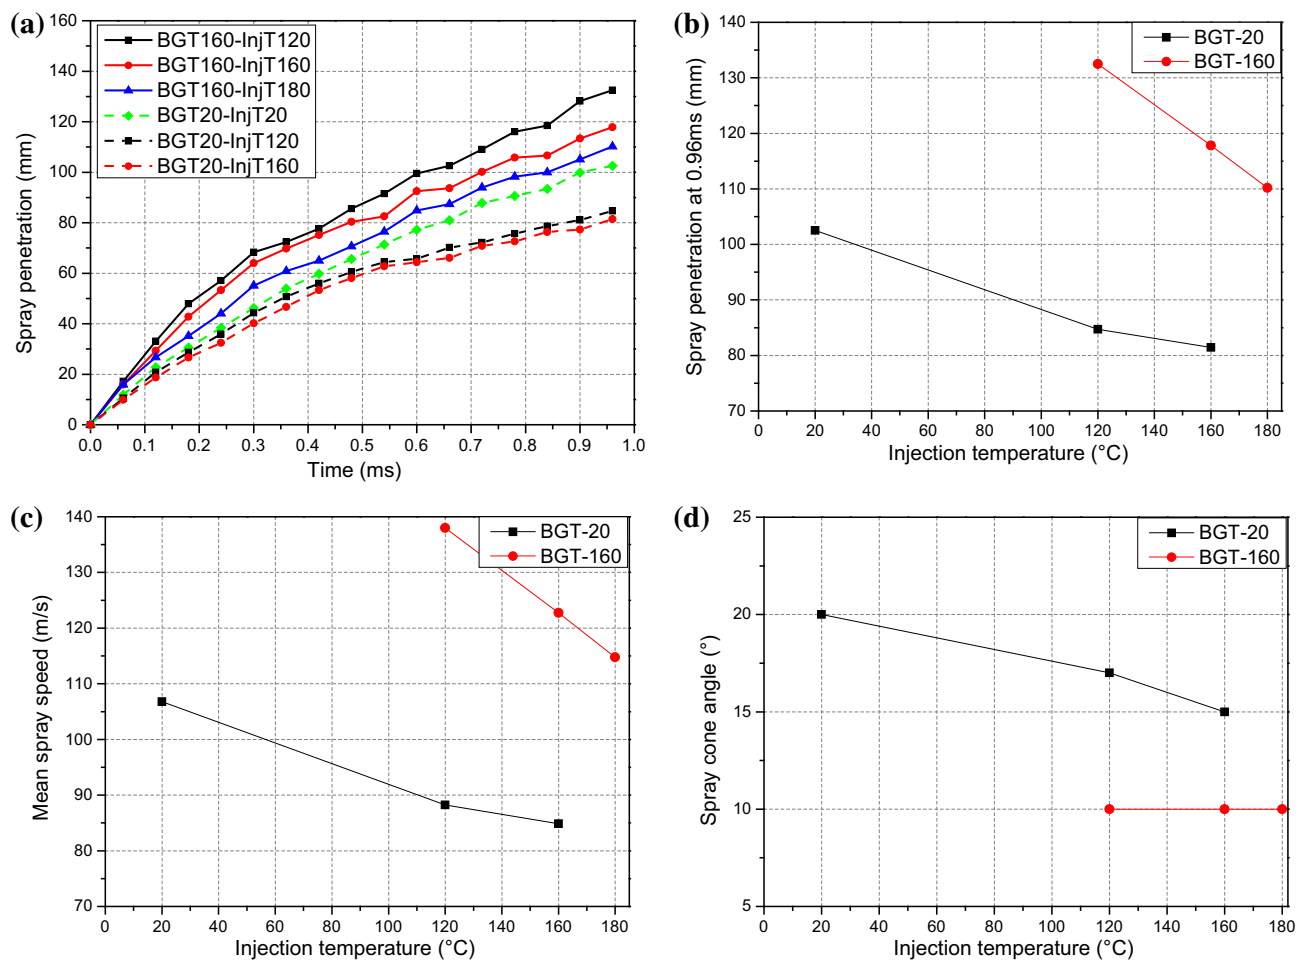 (a)
160
140
120
100
80
60
40
20
0
Spray penetration (mm)
BGT160-InjT120
BGT160-InjT160
BGT160-InjT180
BGT20-InjT20
BGT20-InjT120
BGT20-InjT160
0.0 0.1 0.2 0.3 0.4 0.5 0.6 0.7 0.8 0.9 1.0
Time (ms)
(b)
140
130
120
110
100
90
80
70
Spray penetration at 0.96ms (mm)
BGT-20
BGT-160
0 20 40 60 80 100 120 140 160 180
Injection temperature (°C)
(c)
140
130
120
110
100
90
80
70
Mean spray speed (m/s)
BGT-20
BGT-160
0 20 40 60 80 100 120 140 160 180
Injection temperature (°C)
(d)
25
20
15
10
5
Spray cone angle (°)
BGT-20
BGT-160
0 20 40 60 80 100 120 140 160 180
Injection temperature (°C)